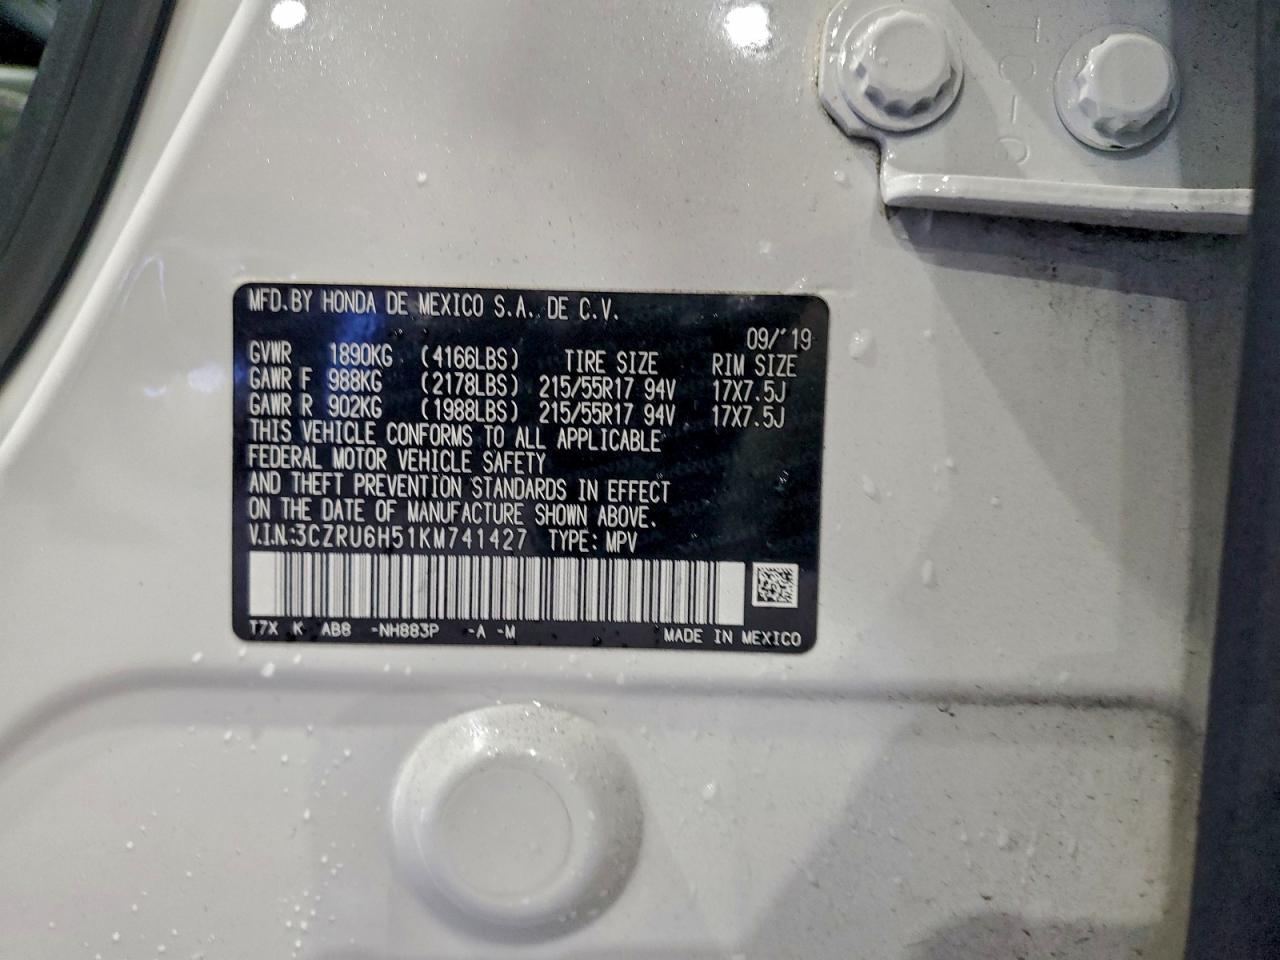 MFD.BY HONDA DE MEXICO S.A. DE C.V.
09/'19
GVWR 1890KG (4166LBS) TIRE SIZE RIM SIZE
GAWR F 988KG (2178LBS) 215/55R17 94V 17X7.5J
GAWR R 902KG (1988LBS) 215/55R17 94V 17X7.5J
THIS VEHICLE CONFORMS TO ALL APPLICABLE
FEDERAL MOTOR VEHICLE SAFETY
AND THEFT PREVENTION STANDARDS IN EFFECT
ON THE DATE OF MANUFACTURE SHOWN ABOVE.
V.I.N.:3CZRU6H51KM741427 TYPE: MPV
T7X K AB8 -NH883P -A -M MADE IN MEXICO